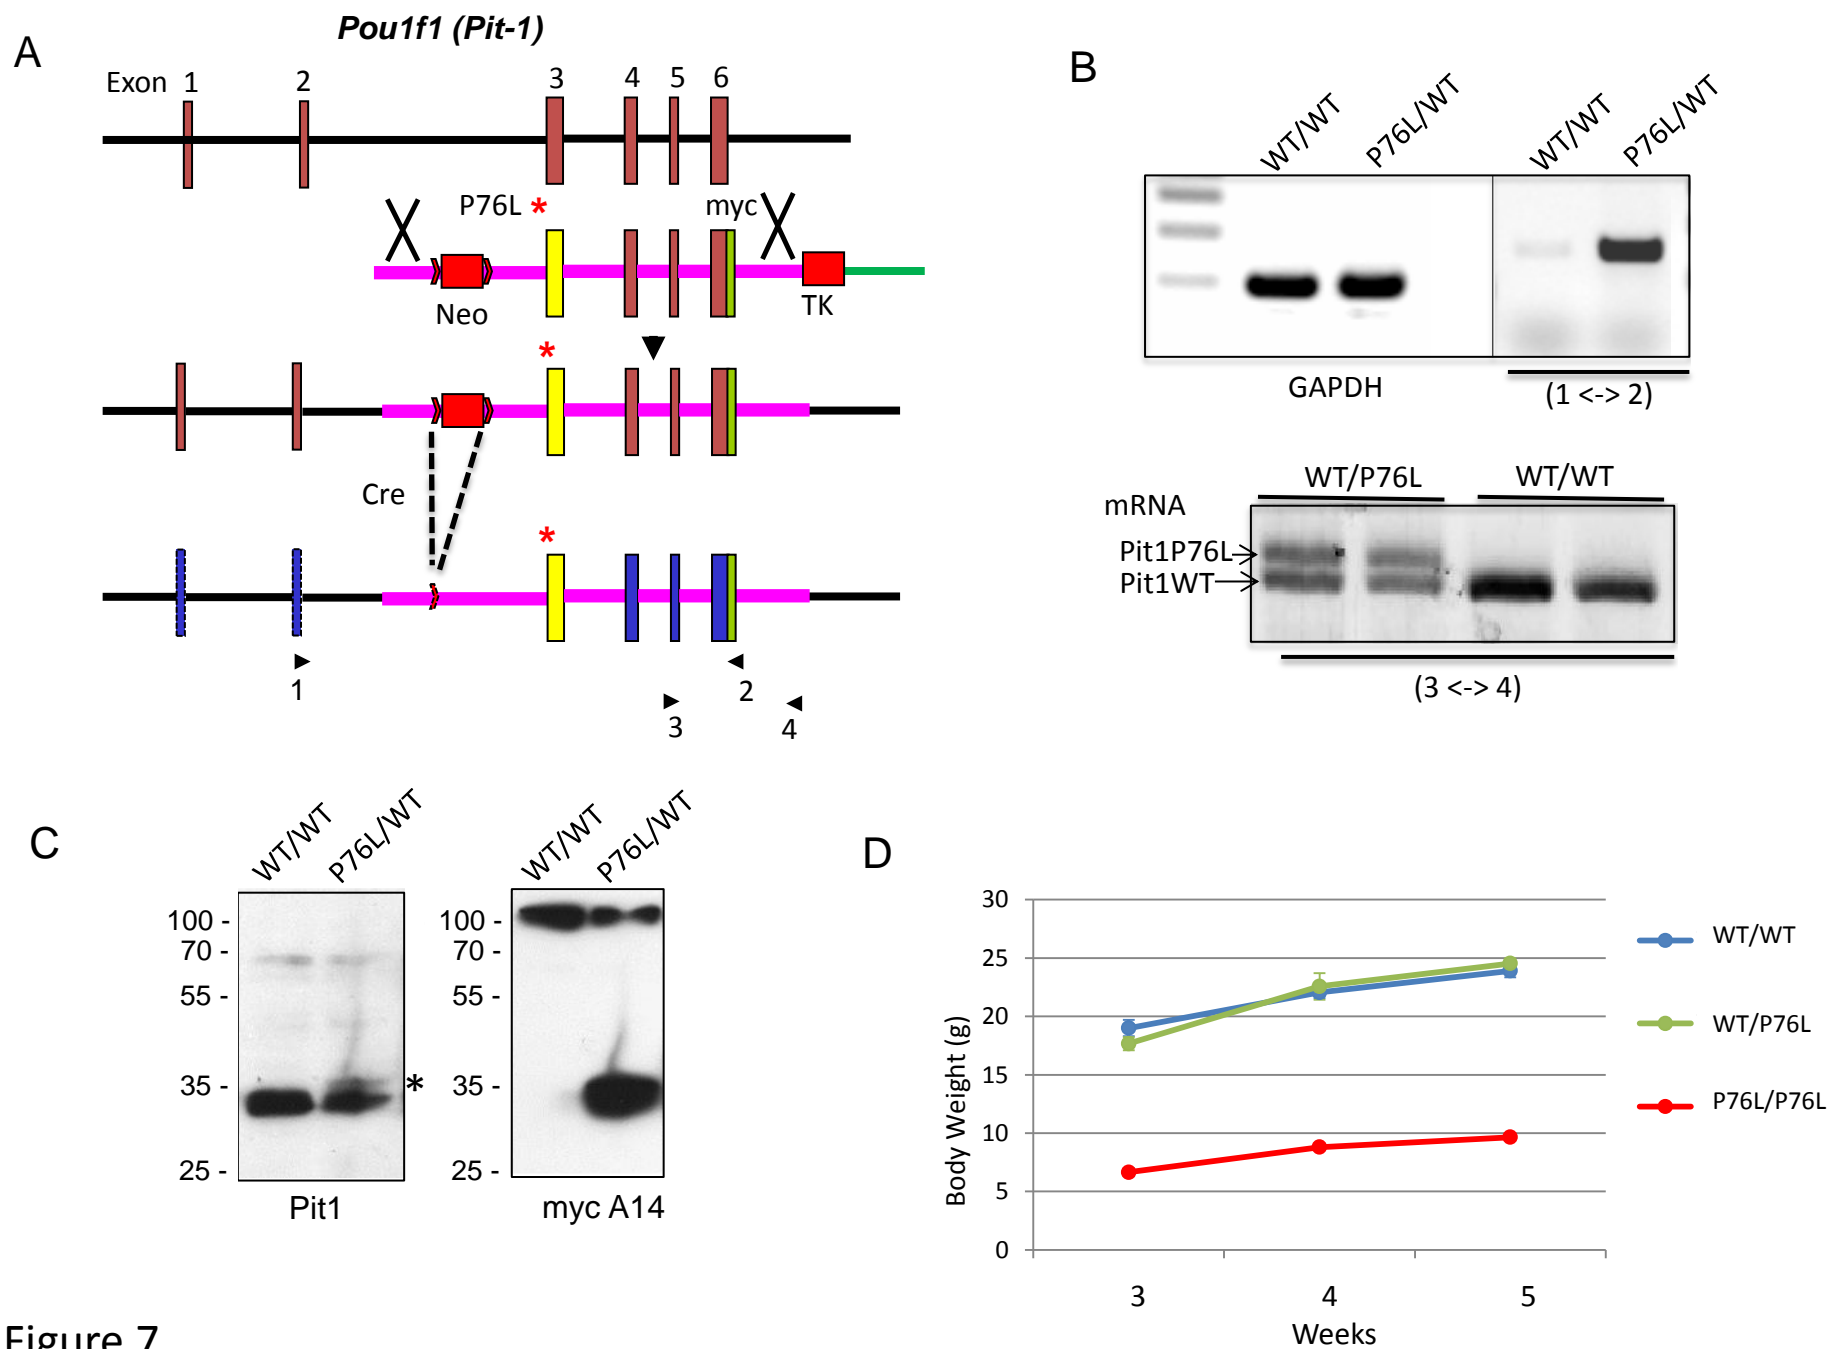 Pou1f1 (Pit-1)
A
Exon 1 2 3 4 5 6
P76L *
myc
Neo
TK
*
Cre
*
1
2
3
4
B
WT/WT
P76L/WT
WT/WT
P76L/WT
GAPDH
(1 <-> 2)
WT/P76L
WT/WT
mRNA
Pit1P76L
Pit1WT
(3 <-> 4)
C
WT/WT
P76L/WT
100 -
70 -
55 -
35 -
25 -
*
Pit1
WT/WT
P76L/WT
100 -
70 -
55 -
35 -
25 -
myc A14
D
30
25
20
15
10
5
0
Body Weight (g)
3 4 5
Weeks
WT/WT
WT/P76L
P76L/P76L
Figure 7